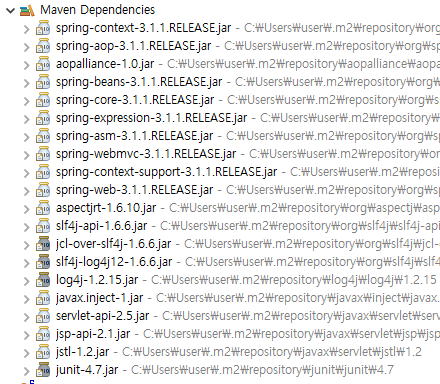 Maven Dependencies
spring-context-3.1.1.RELEASE.jar - C:₩Users₩user₩.m2₩repository₩org
spring-aop-3.1.1.RELEASE.jar - C:₩Users₩user₩.m2₩repository₩org₩sp
aopalliance-1.0.jar - C:₩Users₩user₩.m2₩repository₩aopalliance₩aopa
spring-beans-3.1.1.RELEASE.jar - C:₩Users₩user₩.m2₩repository₩org₩
spring-core-3.1.1.RELEASE.jar - C:₩Users₩user₩.m2₩repository₩org₩s
spring-expression-3.1.1.RELEASE.jar - C:₩Users₩user₩.m2₩repository₩
spring-asm-3.1.1.RELEASE.jar - C:₩Users₩user₩.m2₩repository₩org₩sp
spring-webmvc-3.1.1.RELEASE.jar - C:₩Users₩user₩.m2₩repository₩or
spring-context-support-3.1.1.RELEASE.jar - C:₩Users₩user₩.m2₩reposi
spring-web-3.1.1.RELEASE.jar - C:₩Users₩user₩.m2₩repository₩org₩sp
aspectjrt-1.6.10.jar - C:₩Users₩user₩.m2₩repository₩org₩aspectj₩asp
slf4j-api-1.6.6.jar - C:₩Users₩user₩.m2₩repository₩org₩slf4j₩slf4j-api
jcl-over-slf4j-1.6.6.jar - C:₩Users₩user₩.m2₩repository₩org₩slf4j₩jcl-
slf4j-log4j12-1.6.6.jar - C:₩Users₩user₩.m2₩repository₩org₩slf4j₩slf4
log4j-1.2.15.jar - C:₩Users₩user₩.m2₩repository₩log4j₩log4j₩1.2.15
javax.inject-1.jar - C:₩Users₩user₩.m2₩repository₩javax₩inject₩javax.
servlet-api-2.5.jar - C:₩Users₩user₩.m2₩repository₩javax₩servlet₩serv
jsp-api-2.1.jar - C:₩Users₩user₩.m2₩repository₩javax₩servlet₩jsp₩jsp
jstl-1.2.jar - C:₩Users₩user₩.m2₩repository₩javax₩servlet₩jstl₩1.2
junit-4.7.jar - C:₩Users₩user₩.m2₩repository₩junit₩junit₩4.7